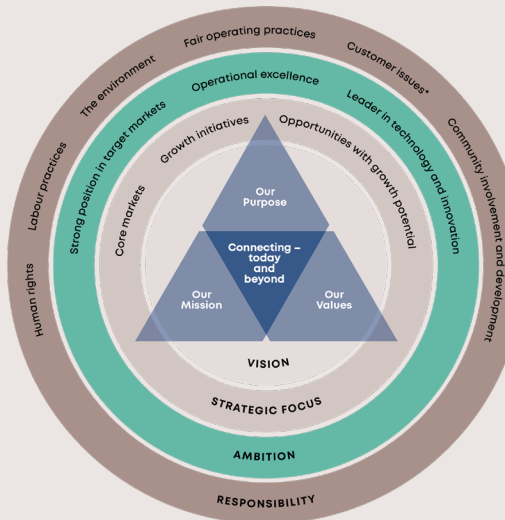 Human rights
Labour practices
The environment
Fair operating practices
Customer issues*
Community involvement and development
Strong position in target markets
Operational excellence
Leader in technology and innovation
Core markets
Growth initiatives
Opportunities with growth potential
Our
Purpose
Connecting –
today
and
beyond
Our
Mission
Our
Values
VISION
STRATEGIC FOCUS
AMBITION
RESPONSIBILITY